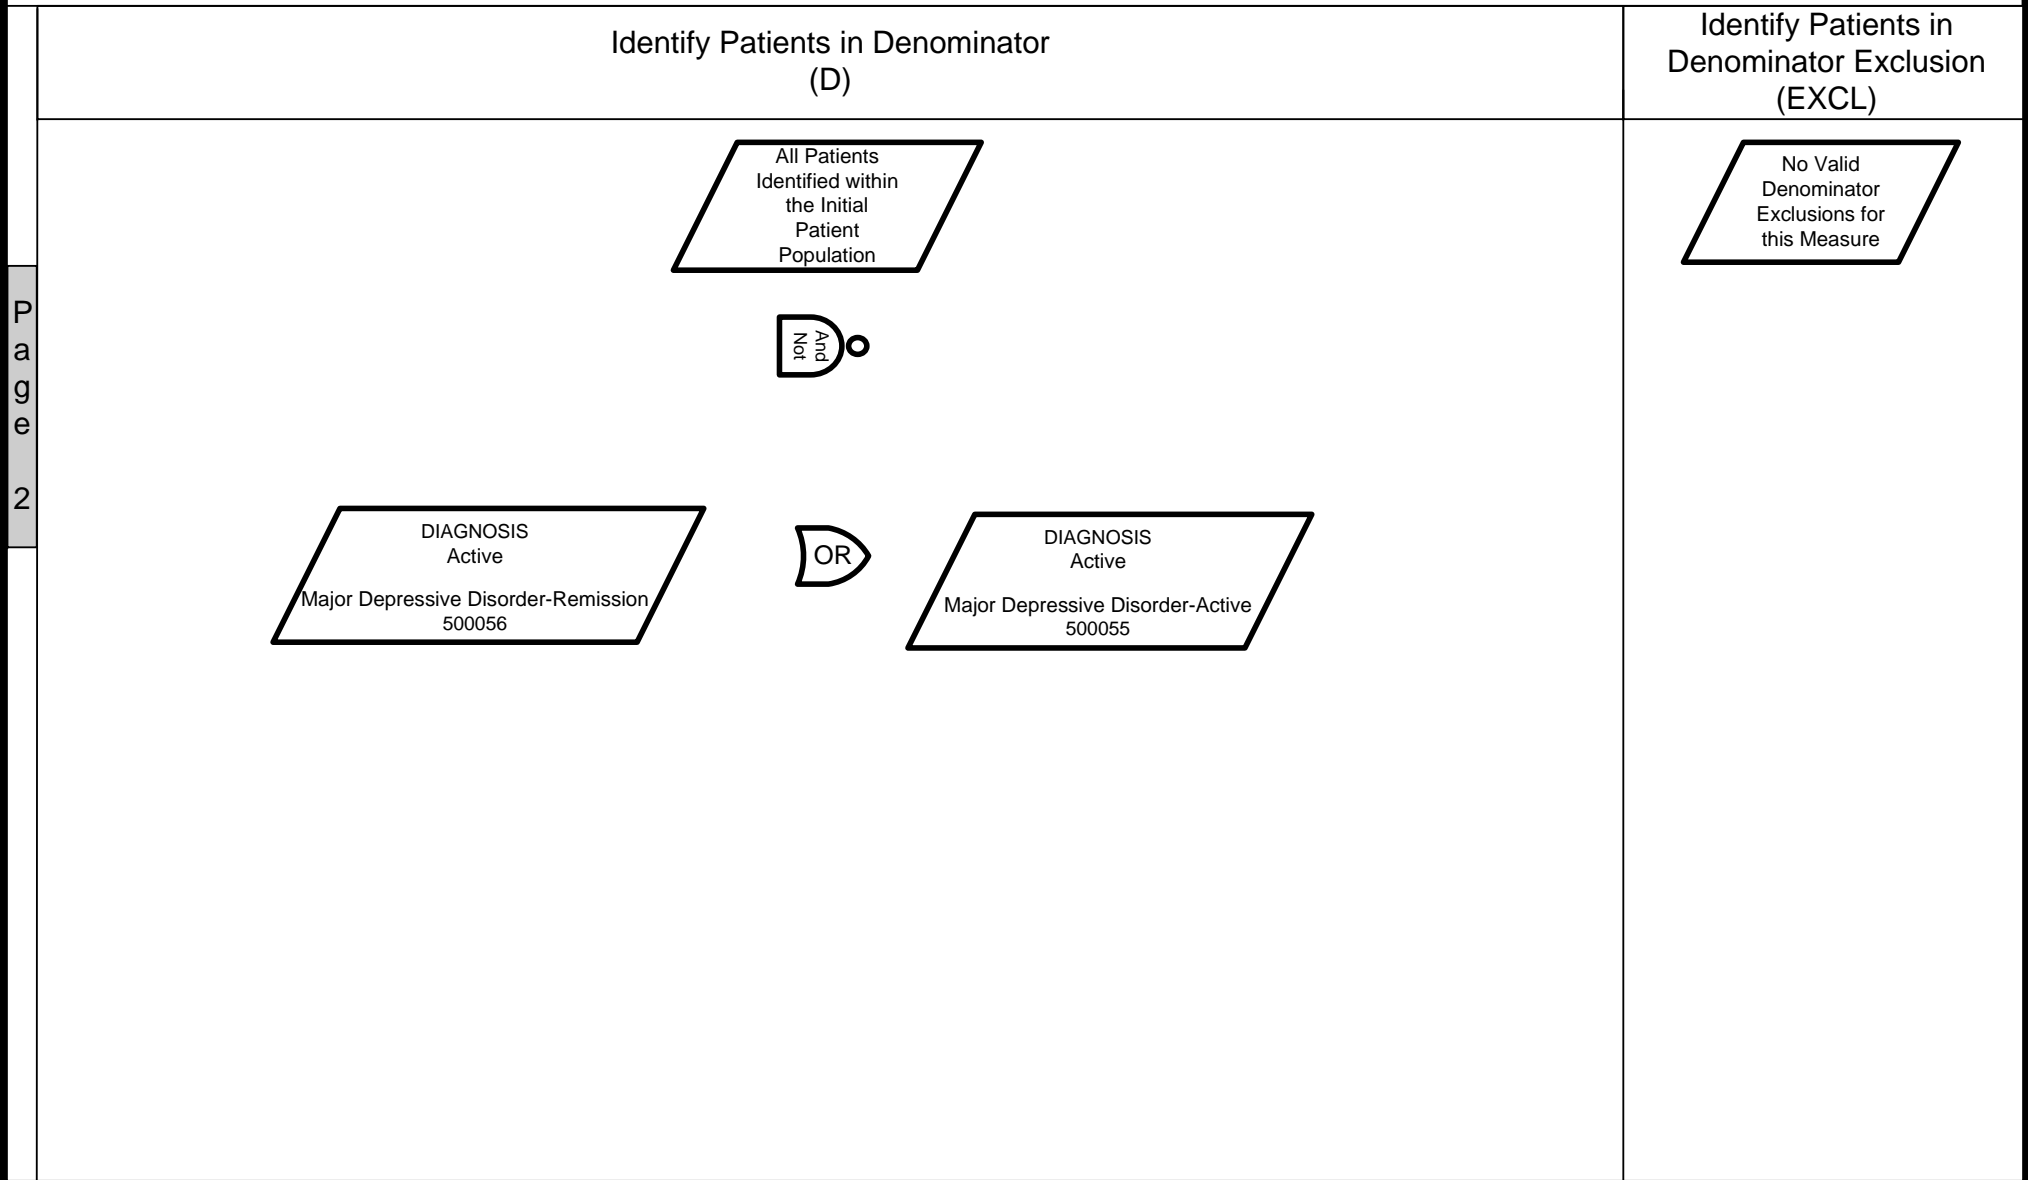 Identify Patients in Denominator
(D)
Identify Patients in
Denominator Exclusion
(EXCL)
P
a
g
e
2
All Patients
Identified within
the Initial
Patient
Population
And
Not
DIAGNOSIS
Active
Major Depressive Disorder-Remission
500056
OR
DIAGNOSIS
Active
Major Depressive Disorder-Active
500055
No Valid
Denominator
Exclusions for
this Measure